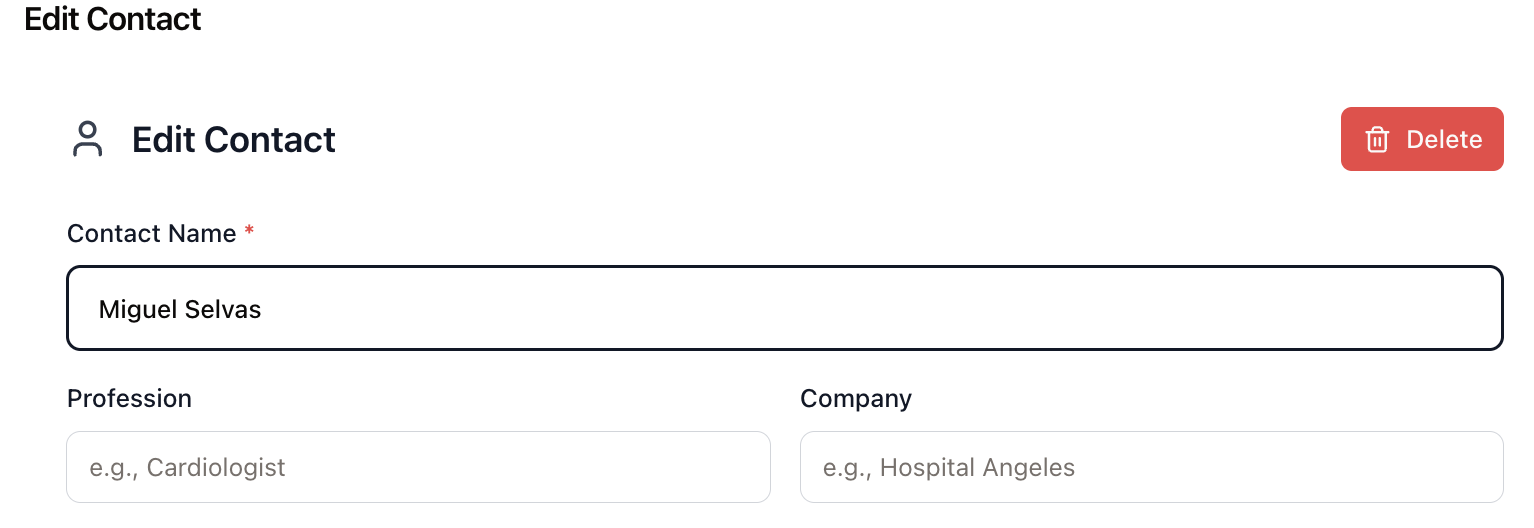 Edit Contact
Edit Contact
Delete
Contact Name *
Miguel Selvas
Profession
Company
e.g., Cardiologist
e.g., Hospital Angeles